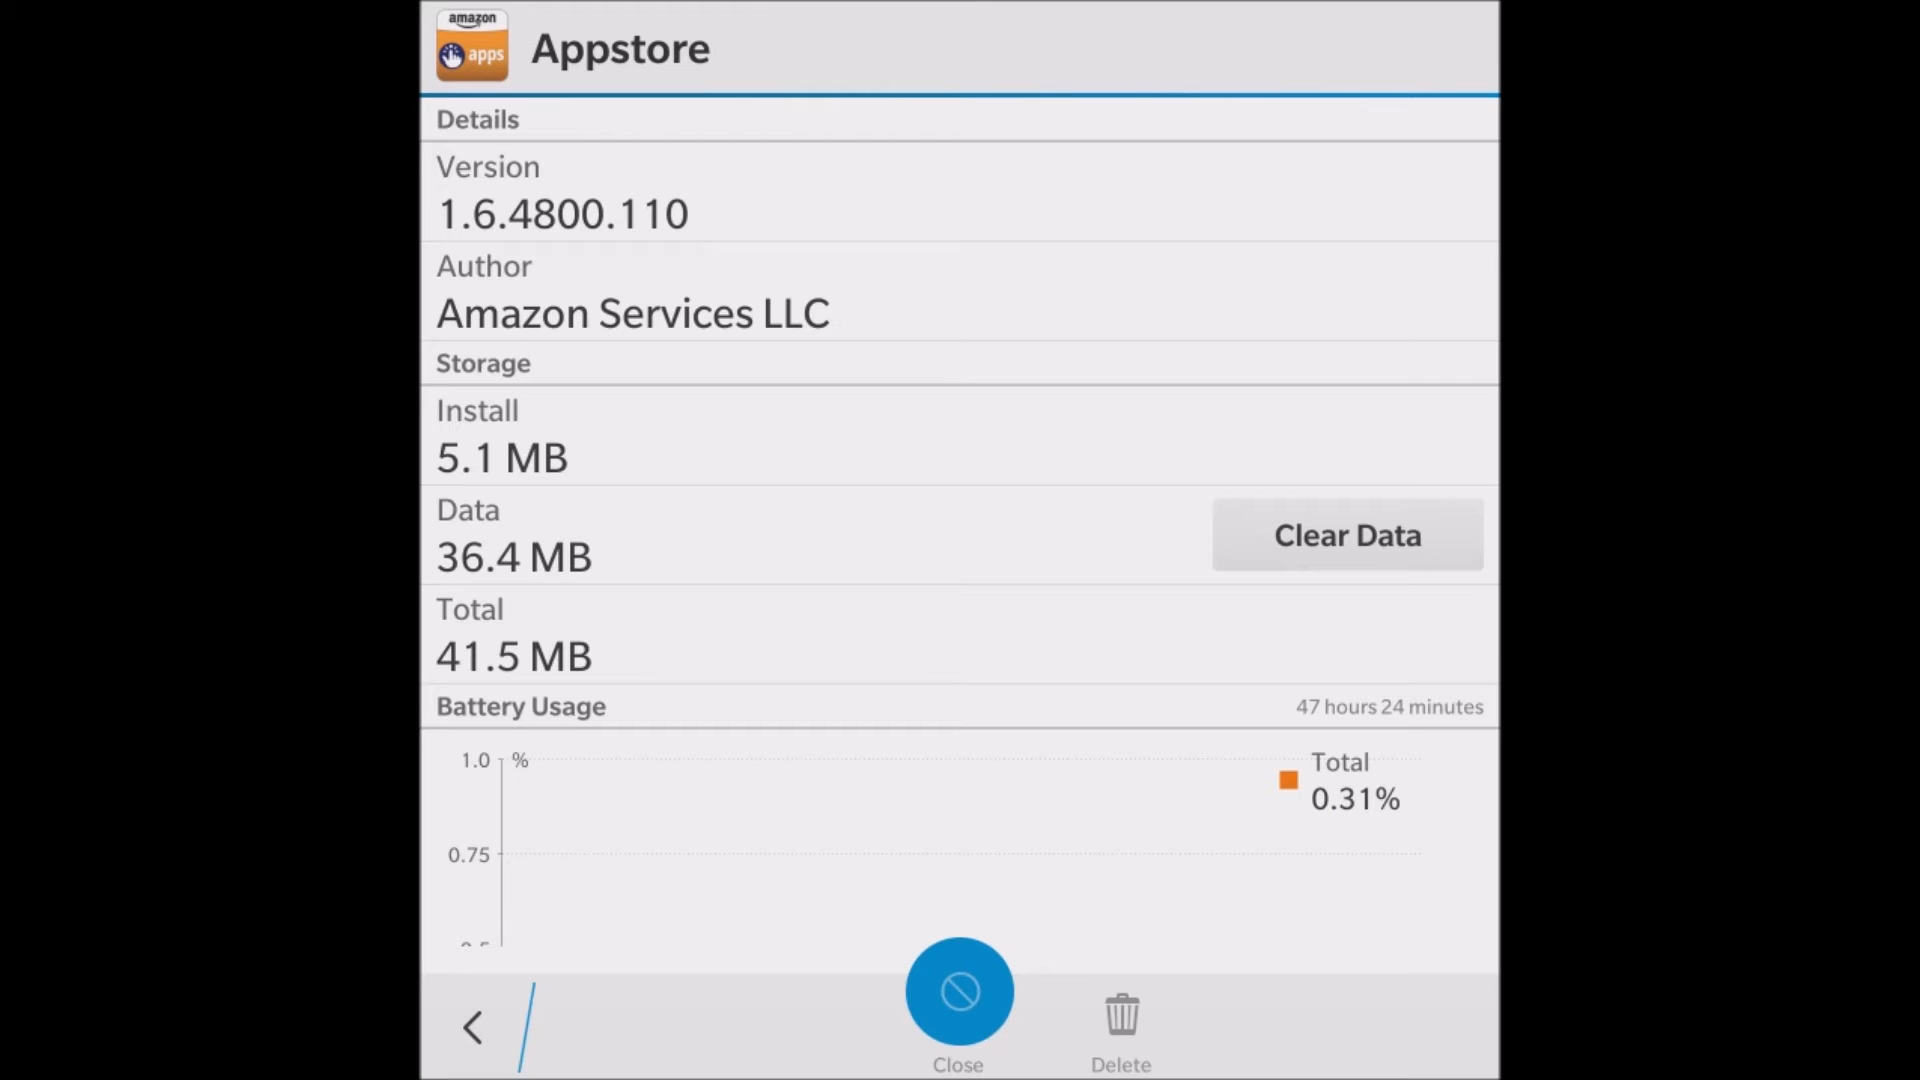 amazon
apps
Appstore
Details
Version
1.6.4800.110
Author
Amazon Services LLC
Storage
Install
5.1 MB
Data
36.4 MB
Clear Data
Total
41.5 MB
Battery Usage
47 hours 24 minutes
1.0 %
Total
0.31%
0.75
Close
Delete